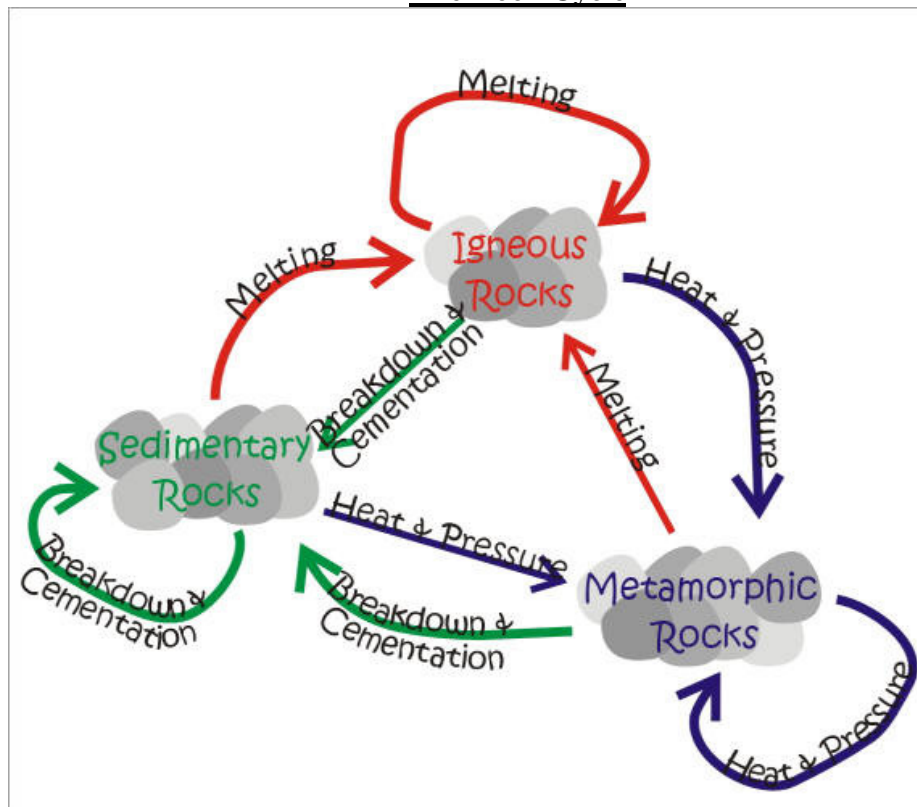 Melting
Igneous
Rocks
Melting
Heat & Pressure
Breakdown &
Cementation
Melting
Sedimentary
Rocks
Heat & Pressure
Breakdown &
Cementation
Breakdown &
Cementation
Metamorphic
Rocks
Heat & Pressure